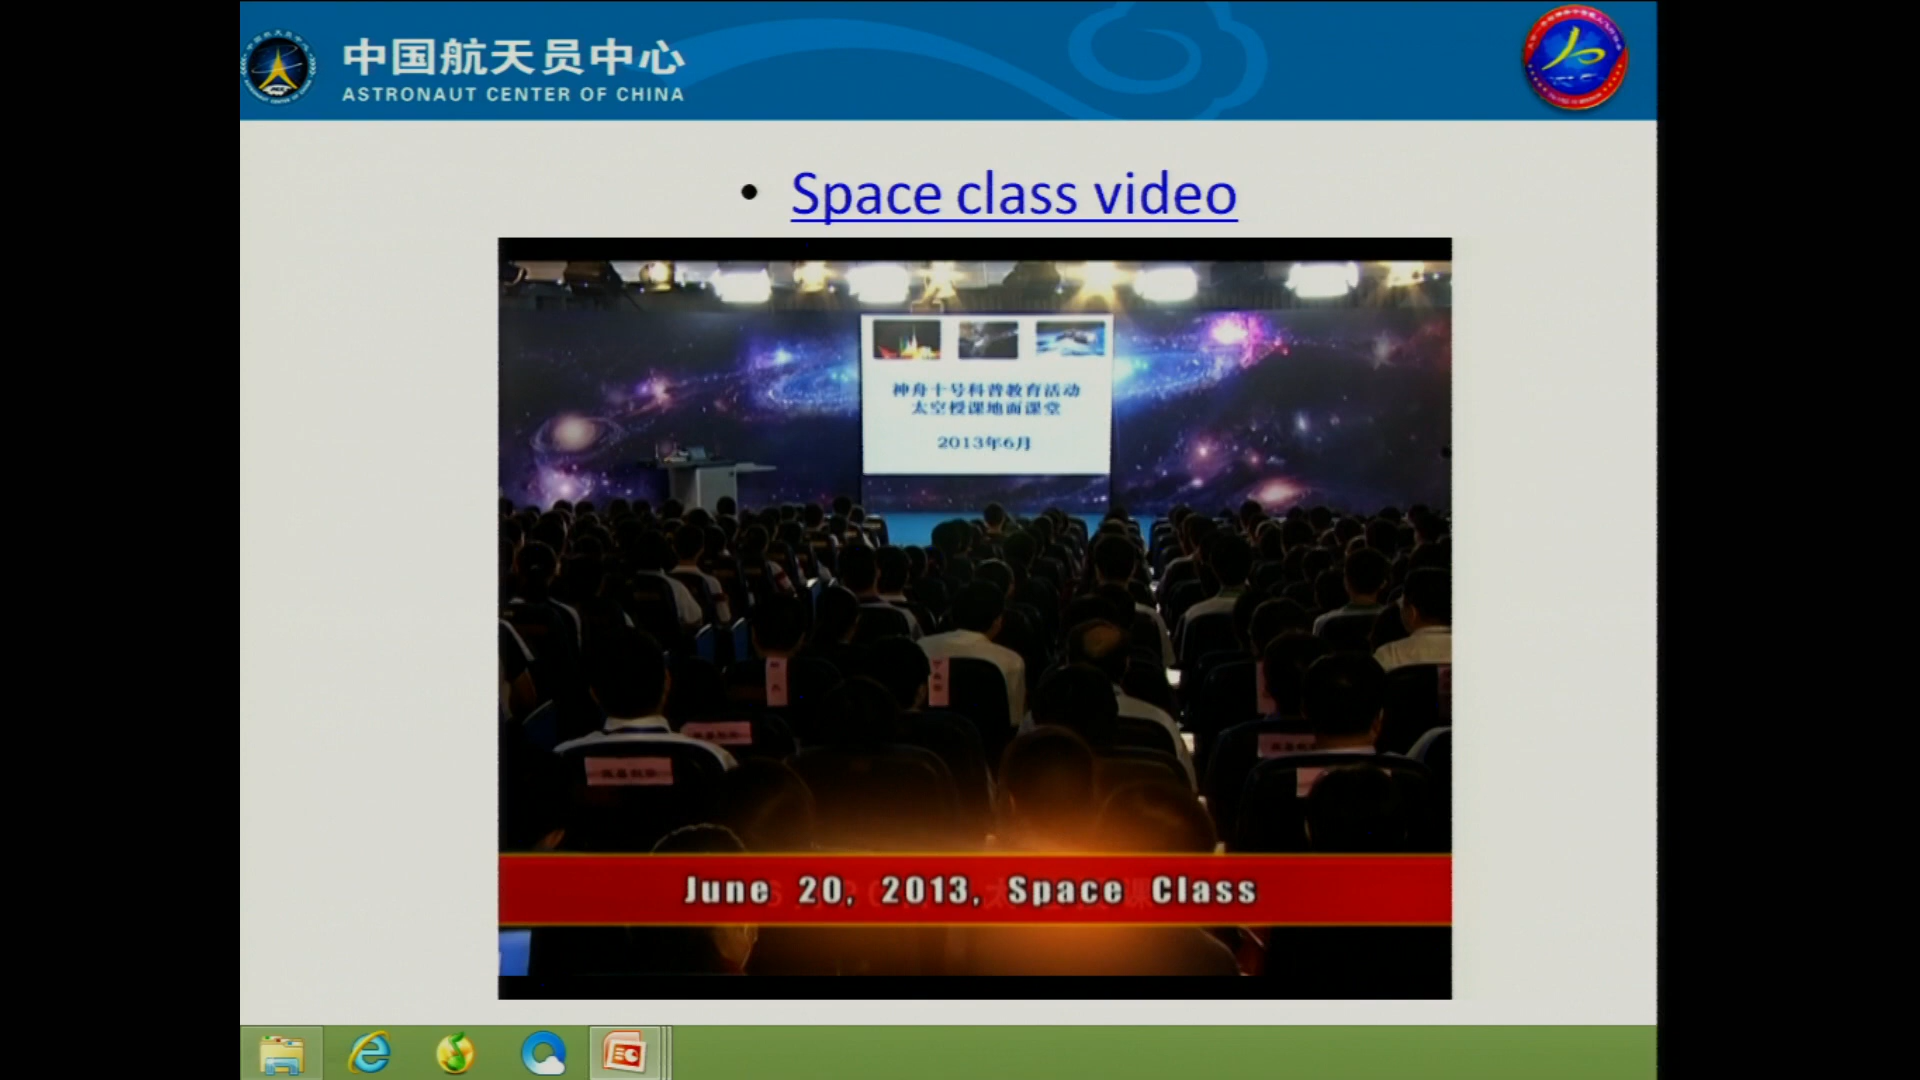 中国航天员中心
ASTRONAUT CENTER OF CHINA
• Space class video
神舟十号科普教育活动
太空授课地面课堂
2013年6月
June 20, 2013, Space Class